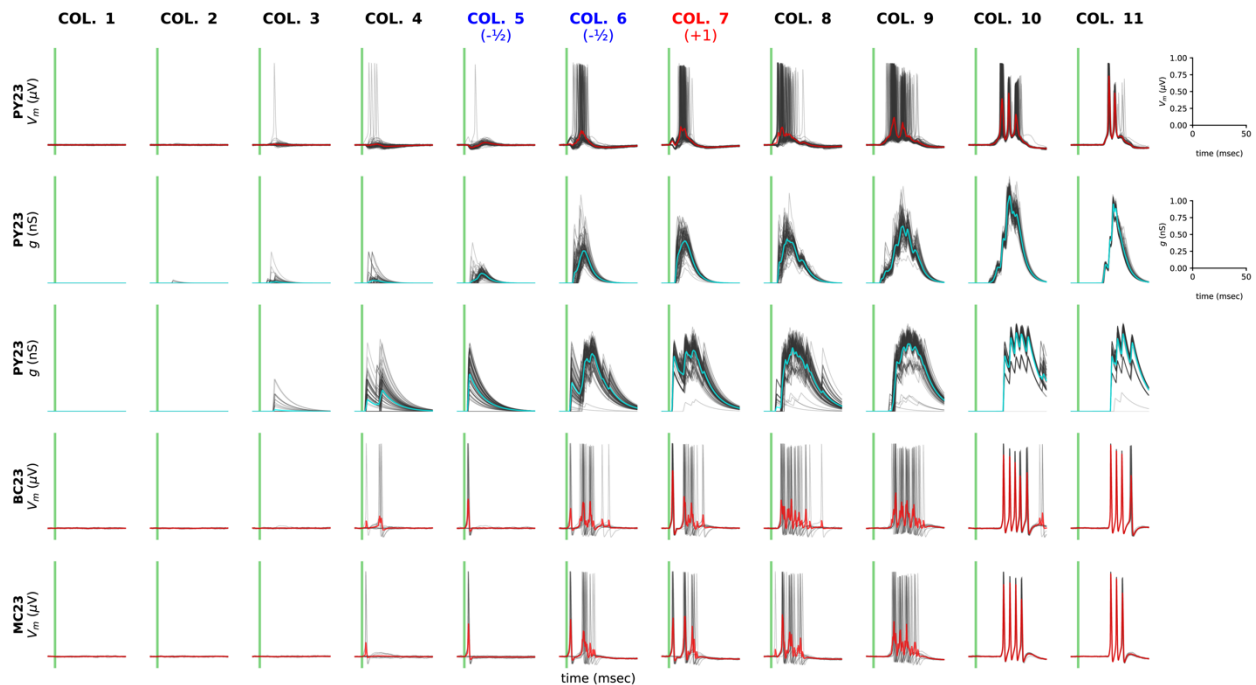 COL. 1 COL. 2 COL. 3 COL. 4 COL. 5 COL. 6 COL. 7 COL. 8 COL. 9 COL. 10 COL. 11
(-½) (-½) (+1)
PY23
Vm (μV)
1.00
0.75
0.50
0.25
0.00
Vm (μV)
0 50
time (msec)
PY23
g (nS)
1.00
0.75
0.50
0.25
0.00
g (nS)
0 50
time (msec)
PY23
g (nS)
BC23
Vm (μV)
MC23
Vm (μV)
time (msec)